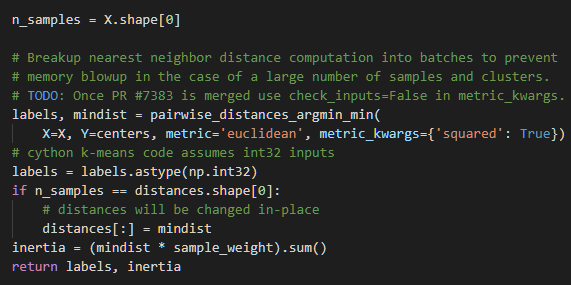 n_samples = X.shape[0]
# Breakup nearest neighbor distance computation into batches to prevent
# memory blowup in the case of a large number of samples and clusters.
# TODO: Once PR #7383 is merged use check_inputs=False in metric_kwargs.
labels, mindist = pairwise_distances_argmin_min(
    X=X, Y=centers, metric='euclidean', metric_kwargs={'squared': True})
# cython k-means code assumes int32 inputs
labels = labels.astype(np.int32)
if n_samples == distances.shape[0]:
    # distances will be changed in-place
    distances[:] = mindist
inertia = (mindist * sample_weight).sum()
return labels, inertia